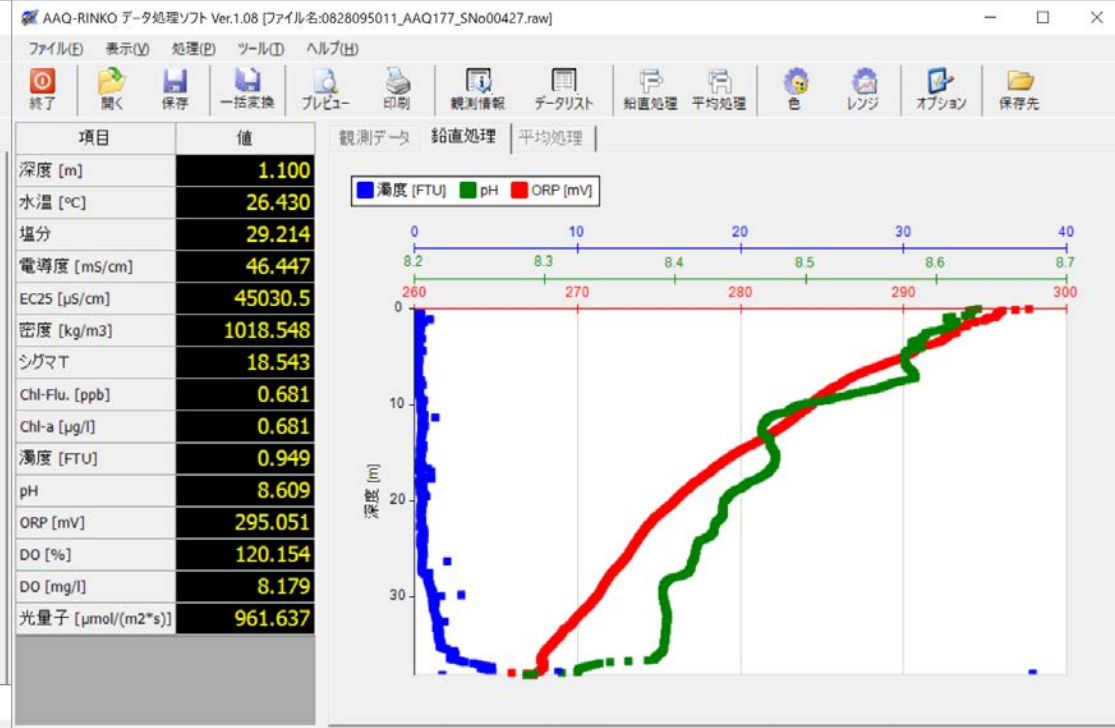 AAQ-RINKO データ処理ソフト Ver.1.08 [ファイル名:0828095011_AAQ177_SNo00427.raw]
ファイル(F) 表示(V) 処理(P) ツール(T) ヘルプ(H)
終了 開く 保存 一括変換 プレビュー 印刷 観測情報 データリスト 鉛直処理 平均処理 色 レンジ オプション 保存先
項目 値
深度 [m] 1.100
水温 [℃] 26.430
塩分 29.214
電導度 [mS/cm] 46.447
EC25 [μS/cm] 45030.5
密度 [kg/m3] 1018.548
シグマT 18.543
Chl-Flu. [ppb] 0.681
Chl-a [μg/l] 0.681
濁度 [FTU] 0.949
pH 8.609
ORP [mV] 295.051
DO [%] 120.154
DO [mg/l] 8.179
光量子 [μmol/(m2*s)] 961.637
観測データ 鉛直処理 平均処理
濁度 [FTU] pH ORP [mV]
0 10 20 30 40
8.2 8.3 8.4 8.5 8.6 8.7
260 270 280 290 300
0
10
20
30
深度 [m]